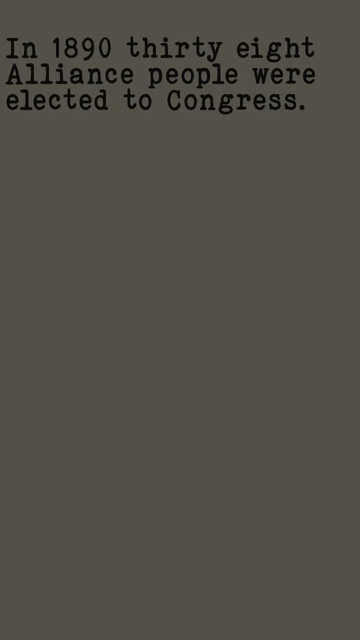 In 1890 thirty eight
Alliance people were
elected to Congress.